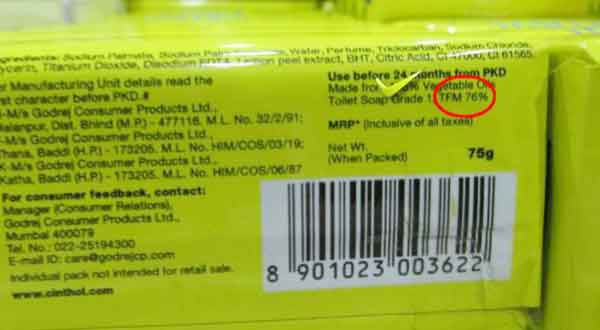 Ingredients: Sodium Palmate, Sodium Palm Water, Perfume, Triclocarban, Sodium Chloride,
Glycerin, Titanium Dioxide, Disodium EDTA, Lemon peel extract, BHT, Citric Acid, CI 47000, CI 61565.
For Manufacturing Unit details read the
first character before PKD.#
-M/s Godrej Consumer Products Ltd.,
Malanpur, Dist. Bhind (M.P.) - 477116. M.L. No. 32/2/91;
-M/s Godrej Consumer Products Ltd.,
Thana, Baddi (H.P.) - 173205. M.L. No. HIM/COS/03/19;
K-M/s Godrej Consumer Products Ltd.,
Katha, Baddi (H.P.) - 173205. M.L. No. HIM/COS/06/87
For consumer feedback, contact:
Manager (Consumer Relations),
Godrej Consumer Products Ltd.,
Mumbai 400079
Tel. No.: 022-25194300
E-mail ID: care@godrejcp.com
Individual pack not intended for retail sale.
www.cinthol.com
Use before 24 months from PKD
Made from % Vegetable Oils
Toilet Soap Grade 1, TFM 76%
MRP* (Inclusive of all taxes)
Net Wt.
(When Packed) 75g
8 901023 003622